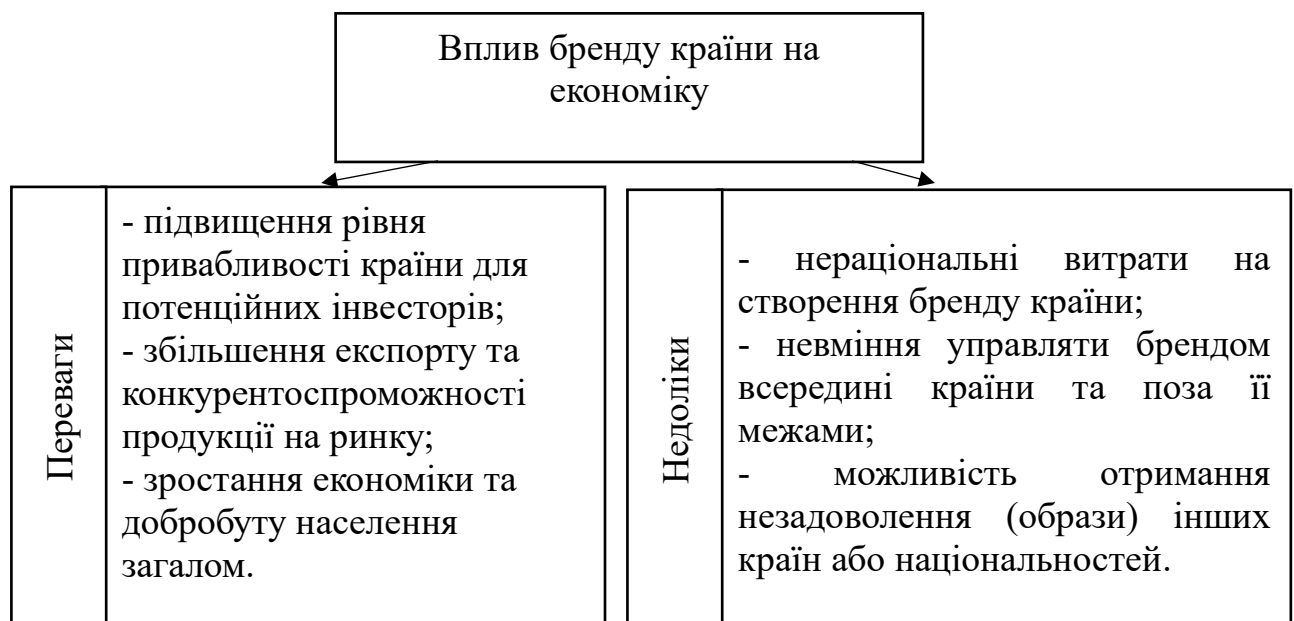 Вплив бренду країни на
економіку
Переваги
- підвищення рівня
привабливості країни для
потенційних інвесторів;
- збільшення експорту та
конкурентоспроможності
продукції на ринку;
- зростання економіки та
добробуту населення
загалом.
Недоліки
- нераціональні витрати на
створення бренду країни;
- невміння управляти брендом
всередині країни та поза її
межами;
- можливість отримання
незадоволення (образи) інших
країн або національностей.